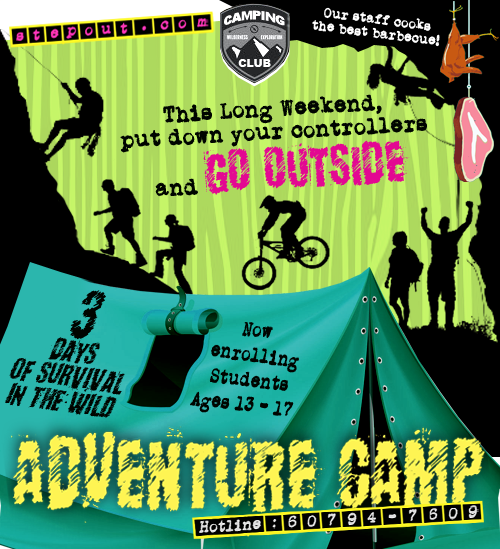 stepout.com
CAMPING
WILDERNESS EXPLORATION
CLUB
Our staff cooks
the best barbecue!
This Long Weekend,
put down your controllers
and GO OUTSIDE
3
DAYS
OF SURVIVAL
IN THE WILD
Now
enrolling
Students
Ages 13 - 17
ADVENTURE CAMP
Hotline:60794-7609